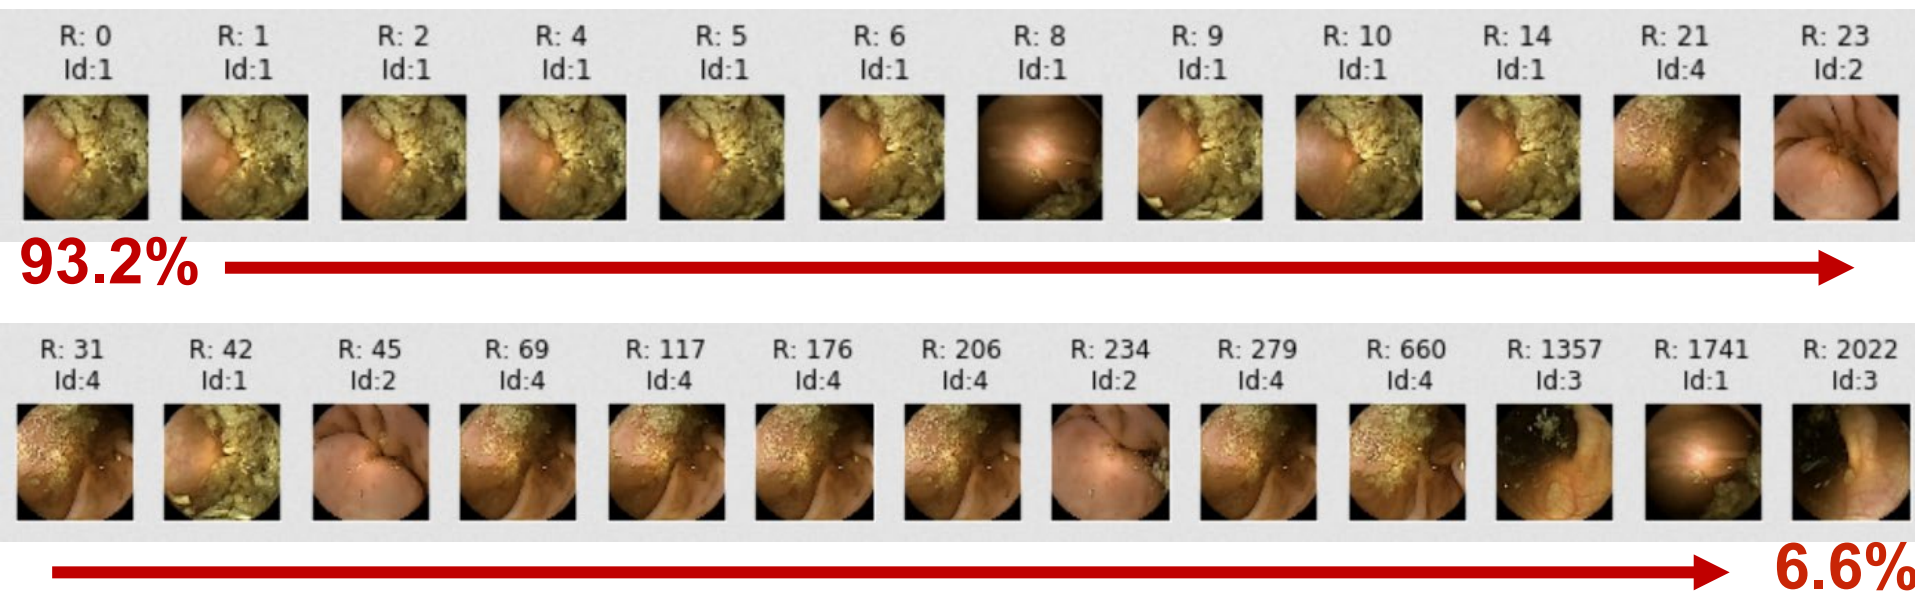 R: 0 R: 1 R: 2 R: 4 R: 5 R: 6 R: 8 R: 9 R: 10 R: 14 R: 21 R: 23
Id:1 Id:1 Id:1 Id:1 Id:1 Id:1 Id:1 Id:1 Id:1 Id:1 Id:4 Id:2
93.2%
R: 31 R: 42 R: 45 R: 69 R: 117 R: 176 R: 206 R: 234 R: 279 R: 660 R: 1357 R: 1741 R: 2022
Id:4 Id:1 Id:2 Id:4 Id:4 Id:4 Id:4 Id:2 Id:4 Id:4 Id:3 Id:1 Id:3
6.6%